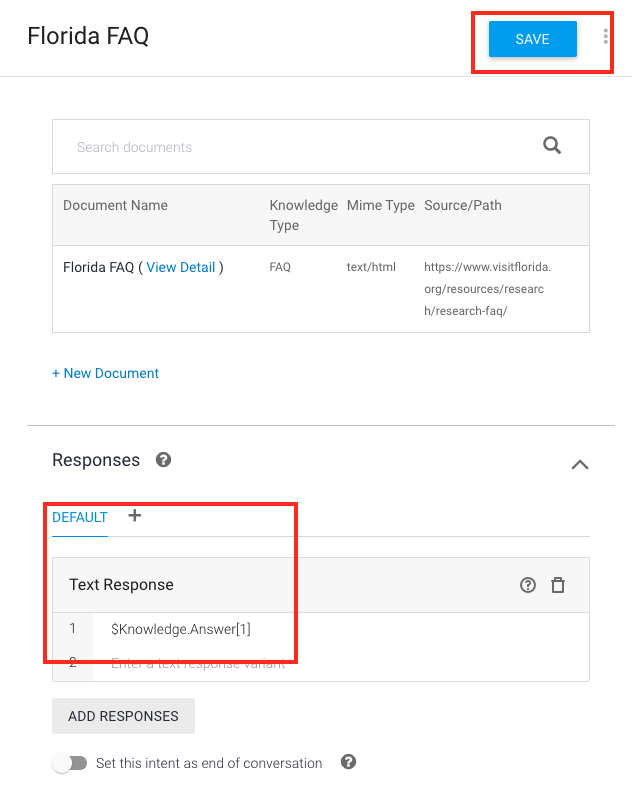 Florida FAQ
SAVE
Search documents
Document Name
Knowledge Type
Mime Type
Source/Path
Florida FAQ ( View Detail )
FAQ
text/html
https://www.visitflorida.
org/resources/researc
h/research-faq/
+ New Document
Responses ?
DEFAULT +
Text Response ?
1 $Knowledge.Answer[1]
2 Enter a text response variant
ADD RESPONSES
Set this intent as end of conversation ?